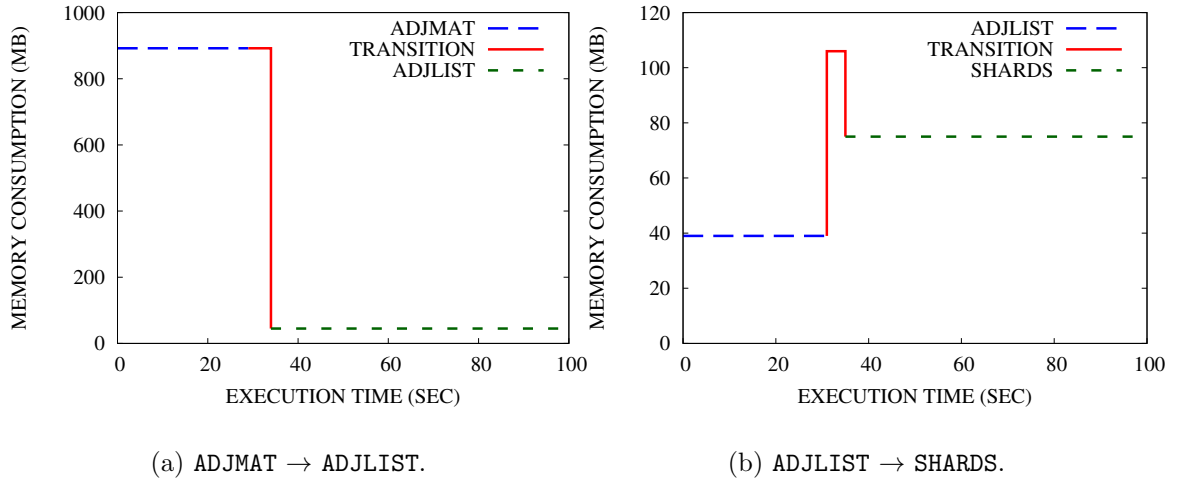 MEMORY CONSUMPTION (MB)
1000
800
600
400
200
0
0 20 40 60 80 100
EXECUTION TIME (SEC)
ADJMAT
TRANSITION
ADJLIST
(a) ADJMAT → ADJLIST.
MEMORY CONSUMPTION (MB)
120
100
80
60
40
20
0
0 20 40 60 80 100
EXECUTION TIME (SEC)
ADJLIST
TRANSITION
SHARDS
(b) ADJLIST → SHARDS.